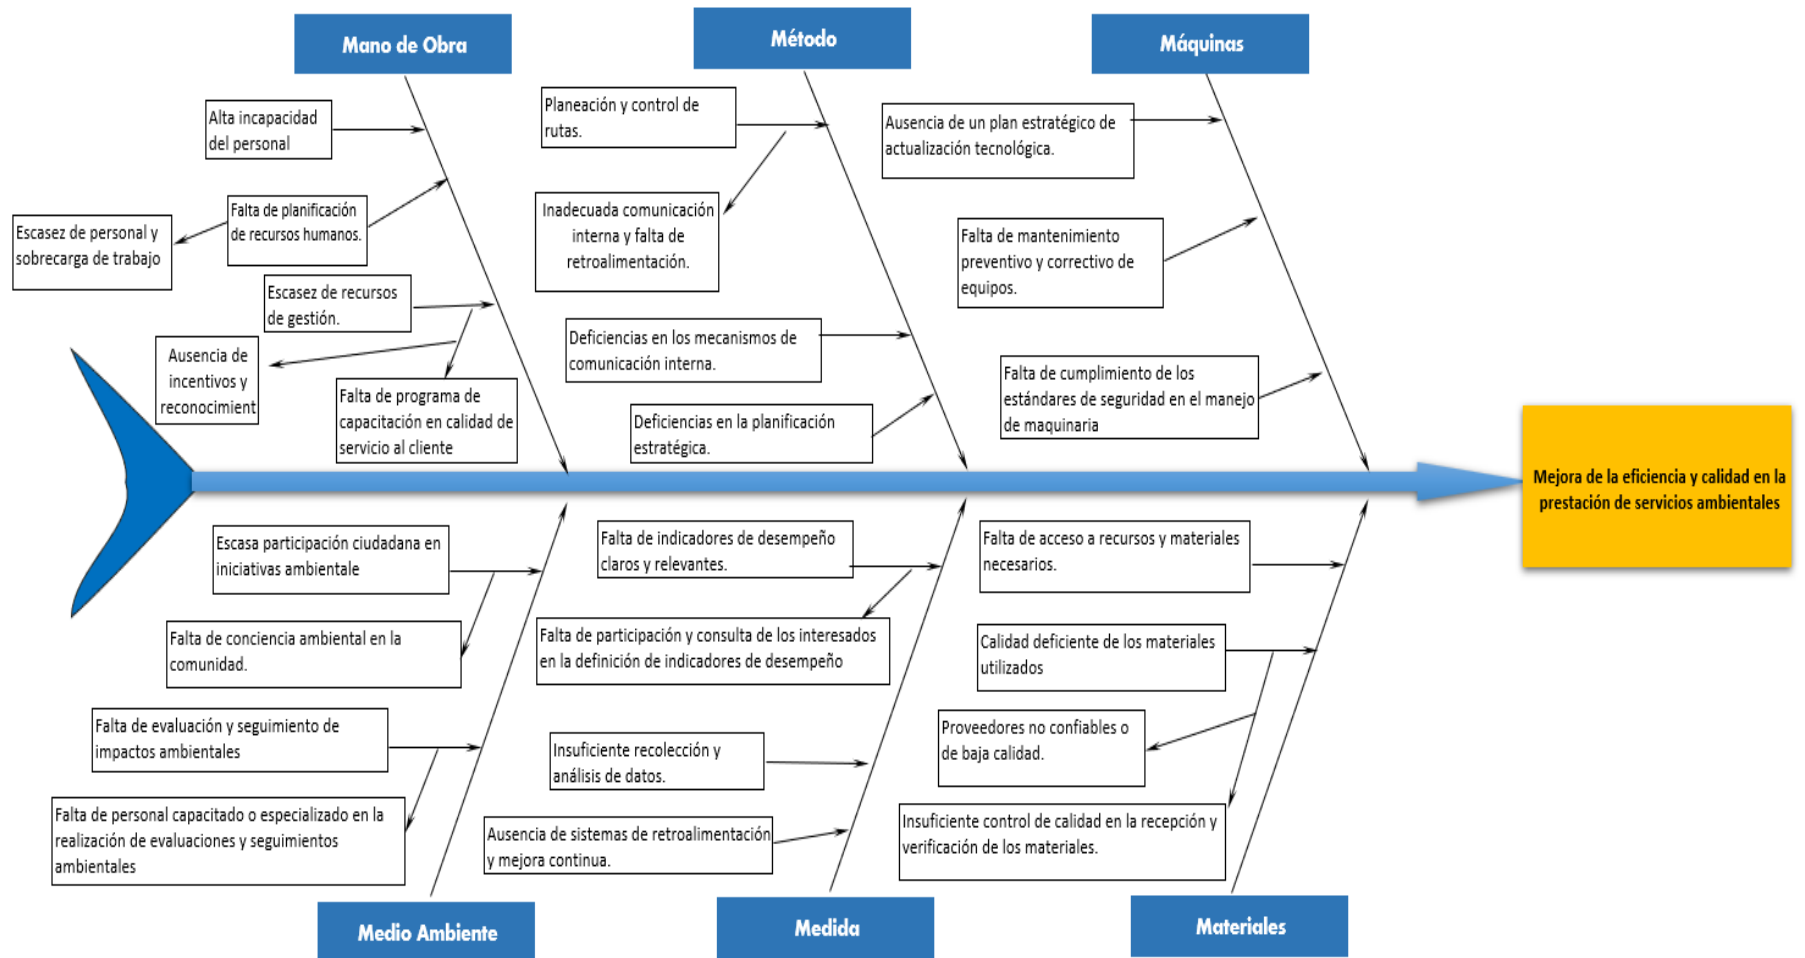 Mano de Obra
Método
Máquinas
Alta incapacidad
del personal
Falta de planificación
de recursos humanos.
Escasez de personal y
sobrecarga de trabajo
Escasez de recursos
de gestión.
Ausencia de
incentivos y
reconocimient
Falta de programa de
capacitación en calidad de
servicio al cliente
Planeación y control de
rutas.
Inadecuada comunicación
interna y falta de
retroalimentación.
Deficiencias en los mecanismos de
comunicación interna.
Deficiencias en la planificación
estratégica.
Ausencia de un plan estratégico de
actualización tecnológica.
Falta de mantenimiento
preventivo y correctivo de
equipos.
Falta de cumplimiento de los
estándares de seguridad en el manejo
de maquinaria
Mejora de la eficiencia y calidad en la
prestación de servicios ambientales
Escasa participación ciudadana en
iniciativas ambientale
Falta de conciencia ambiental en la
comunidad.
Falta de evaluación y seguimiento de
impactos ambientales
Falta de personal capacitado o especializado en la
realización de evaluaciones y seguimientos
ambientales
Falta de indicadores de desempeño
claros y relevantes.
Falta de participación y consulta de los interesados
en la definición de indicadores de desempeño
Insuficiente recolección y
análisis de datos.
Ausencia de sistemas de retroalimentación
y mejora continua.
Falta de acceso a recursos y materiales
necesarios.
Calidad deficiente de los materiales
utilizados
Proveedores no confiables o
de baja calidad.
Insuficiente control de calidad en la recepción y
verificación de los materiales.
Medio Ambiente
Medida
Materiales